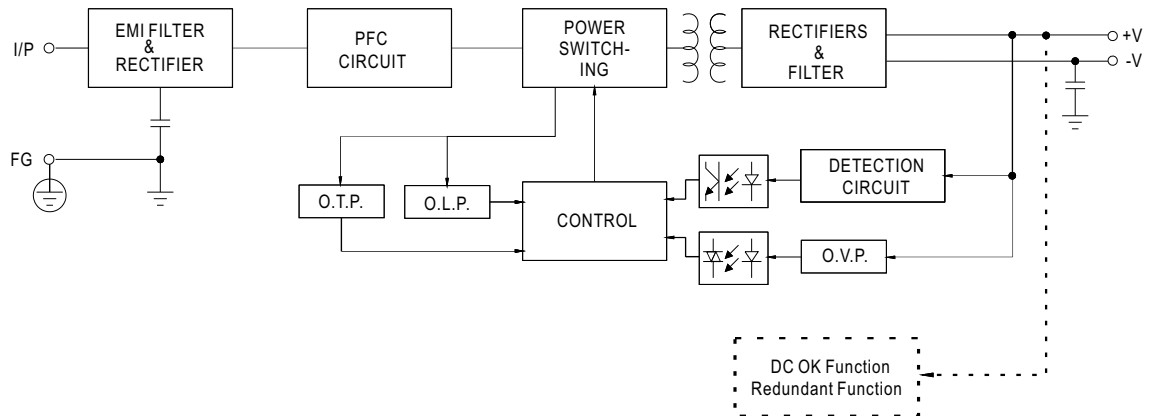 I/P
EMI FILTER
&
RECTIFIER
PFC
CIRCUIT
POWER
SWITCH-
ING
RECTIFIERS
&
FILTER
+V
-V
FG
O.T.P.
O.L.P.
CONTROL
DETECTION
CIRCUIT
O.V.P.
DC OK Function
Redundant Function